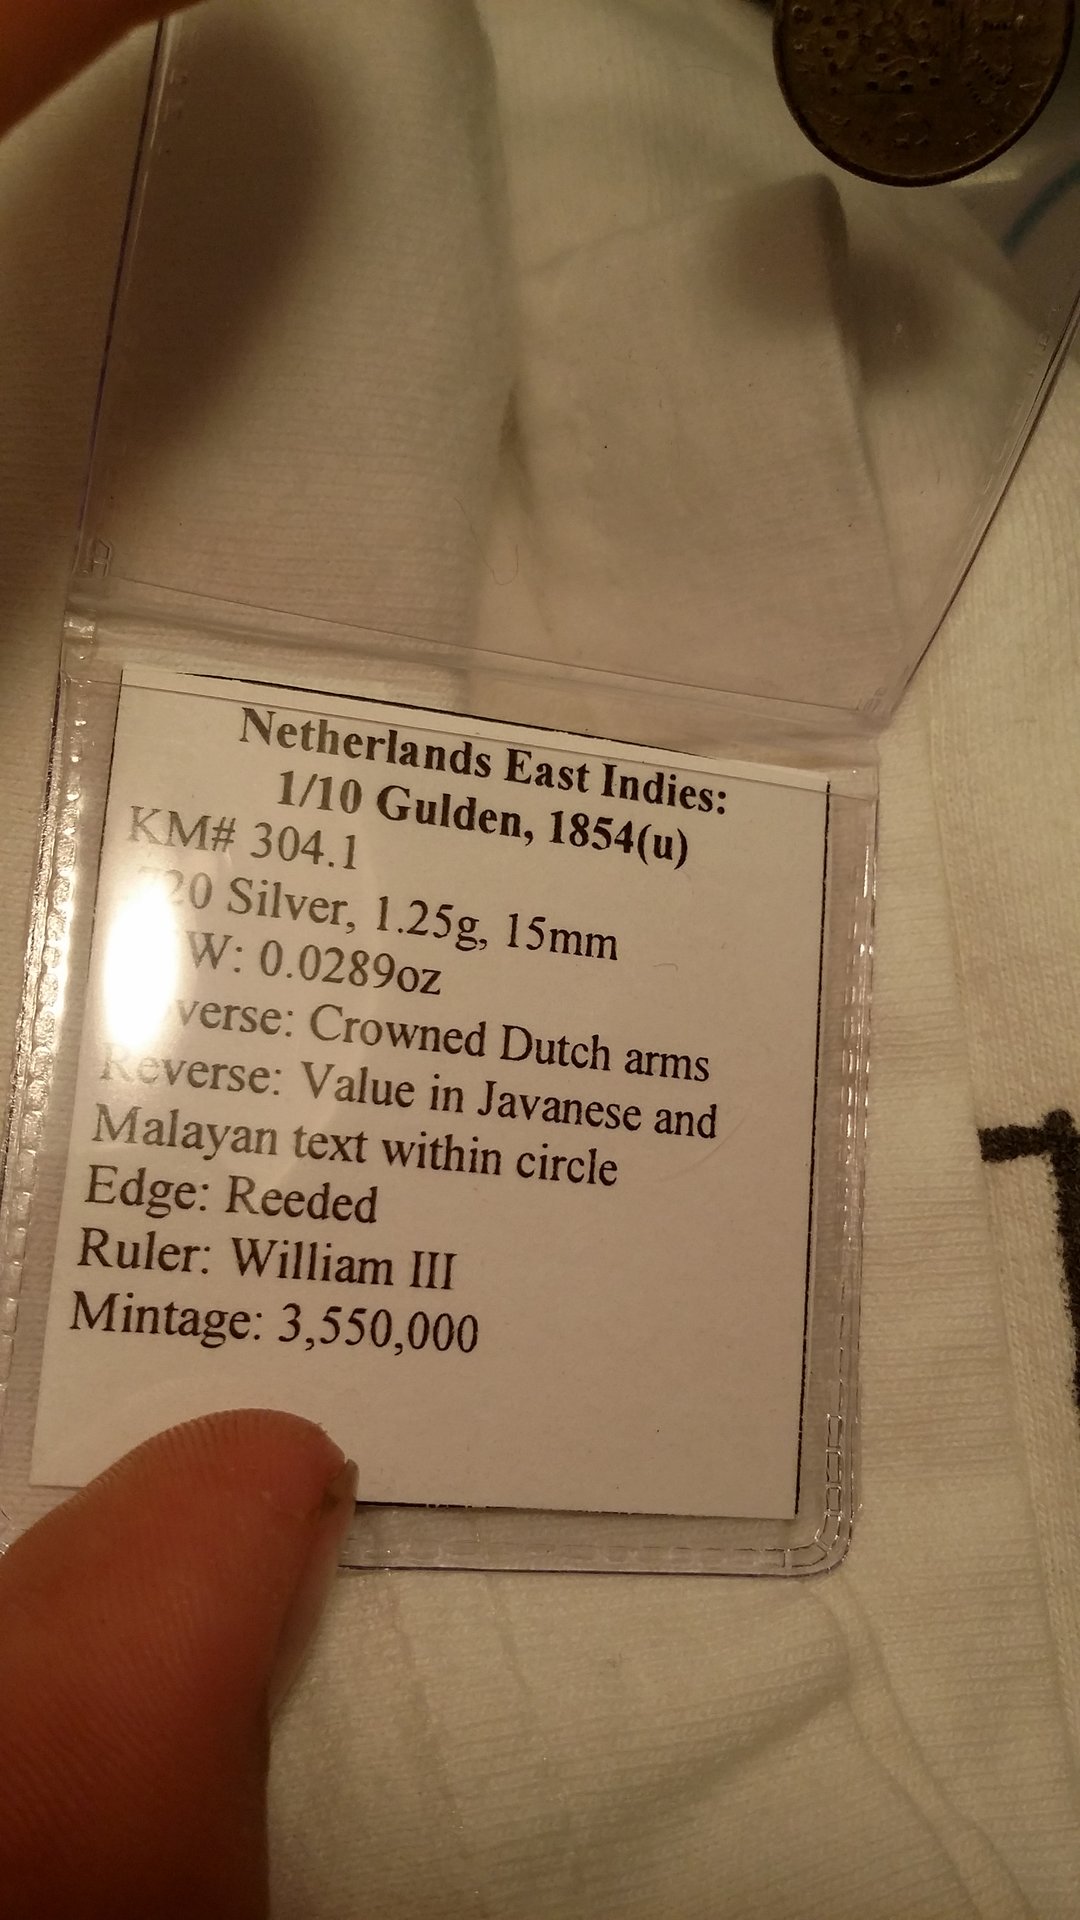 Netherlands East Indies:
1/10 Gulden, 1854(u)
KM# 304.1
720 Silver, 1.25g, 15mm
W: 0.0289oz
verse: Crowned Dutch arms
Reverse: Value in Javanese and
Malayan text within circle
Edge: Reeded
Ruler: William III
Mintage: 3,550,000